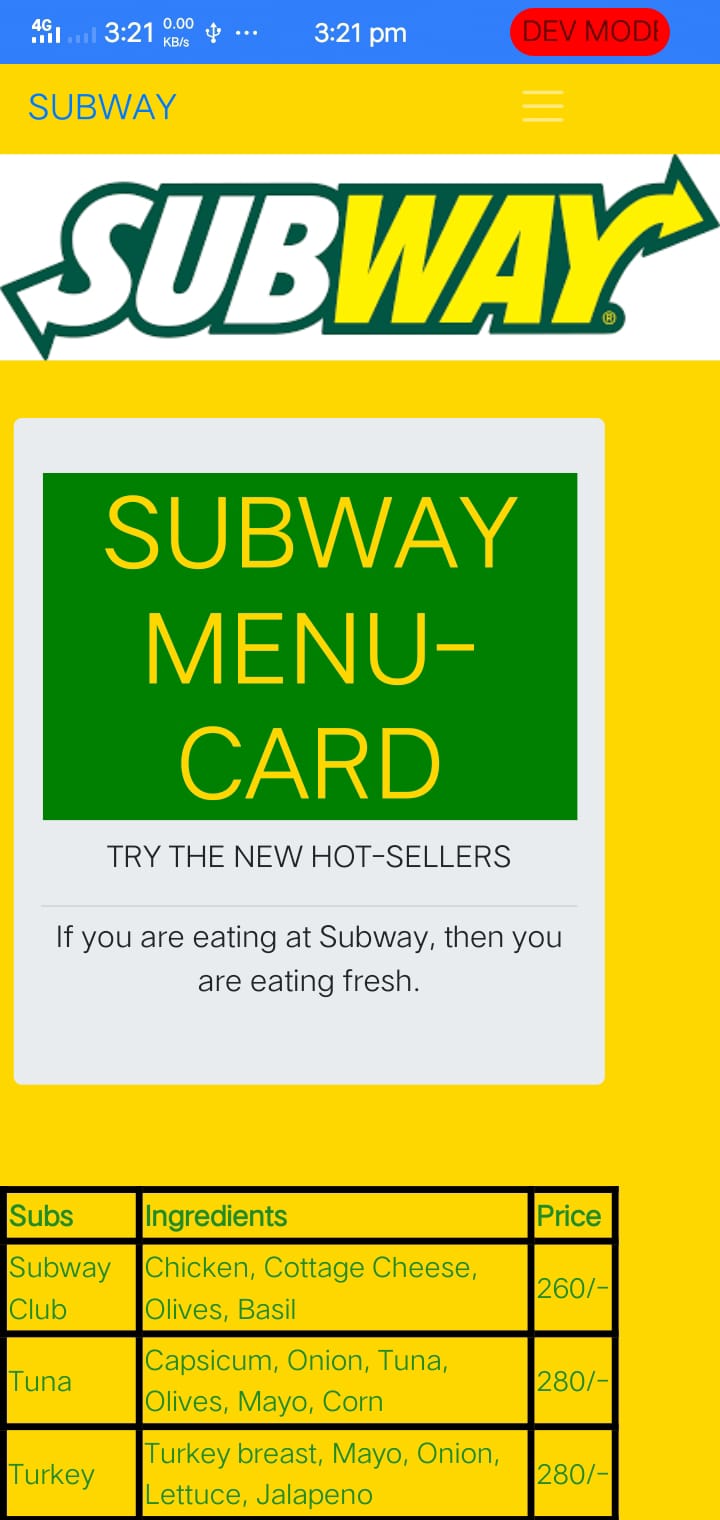 4G 3:21 0.00 KB/s ... 3:21 pm DEV MODE
SUBWAY
SUBWAY®
SUBWAY
MENU-
CARD
TRY THE NEW HOT-SELLERS
If you are eating at Subway, then you
are eating fresh.
Subs Ingredients Price
Subway Club Chicken, Cottage Cheese, Olives, Basil 260/-
Tuna Capsicum, Onion, Tuna, Olives, Mayo, Corn 280/-
Turkey Turkey breast, Mayo, Onion, Lettuce, Jalapeno 280/-